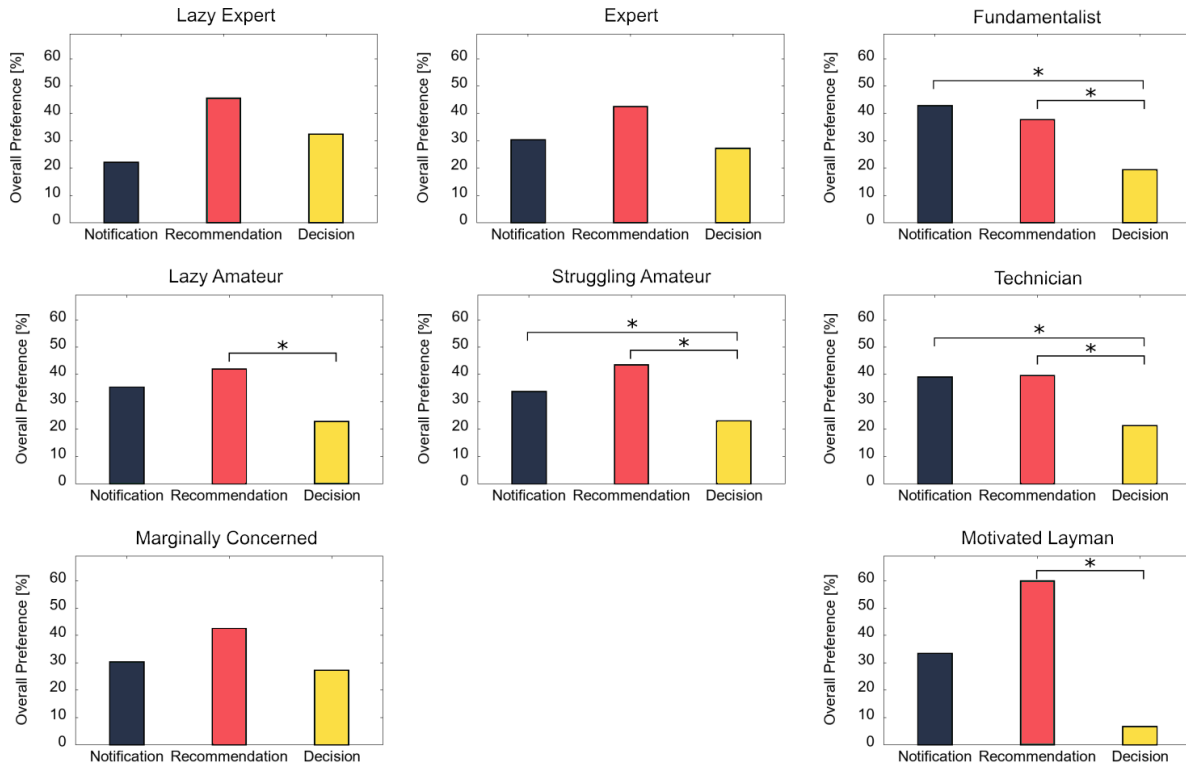 Lazy Expert
Overall Preference [%]
60
50
40
30
20
10
0
Notification Recommendation Decision
Expert
Overall Preference [%]
60
50
40
30
20
10
0
Notification Recommendation Decision
Fundamentalist
Overall Preference [%]
60
50
40
30
20
10
0
*
*
Notification Recommendation Decision
Lazy Amateur
Overall Preference [%]
60
50
40
30
20
10
0
*
Notification Recommendation Decision
Struggling Amateur
Overall Preference [%]
60
50
40
30
20
10
0
*
*
Notification Recommendation Decision
Technician
Overall Preference [%]
60
50
40
30
20
10
0
*
*
Notification Recommendation Decision
Marginally Concerned
Overall Preference [%]
60
50
40
30
20
10
0
Notification Recommendation Decision
Motivated Layman
Overall Preference [%]
60
50
40
30
20
10
0
*
Notification Recommendation Decision